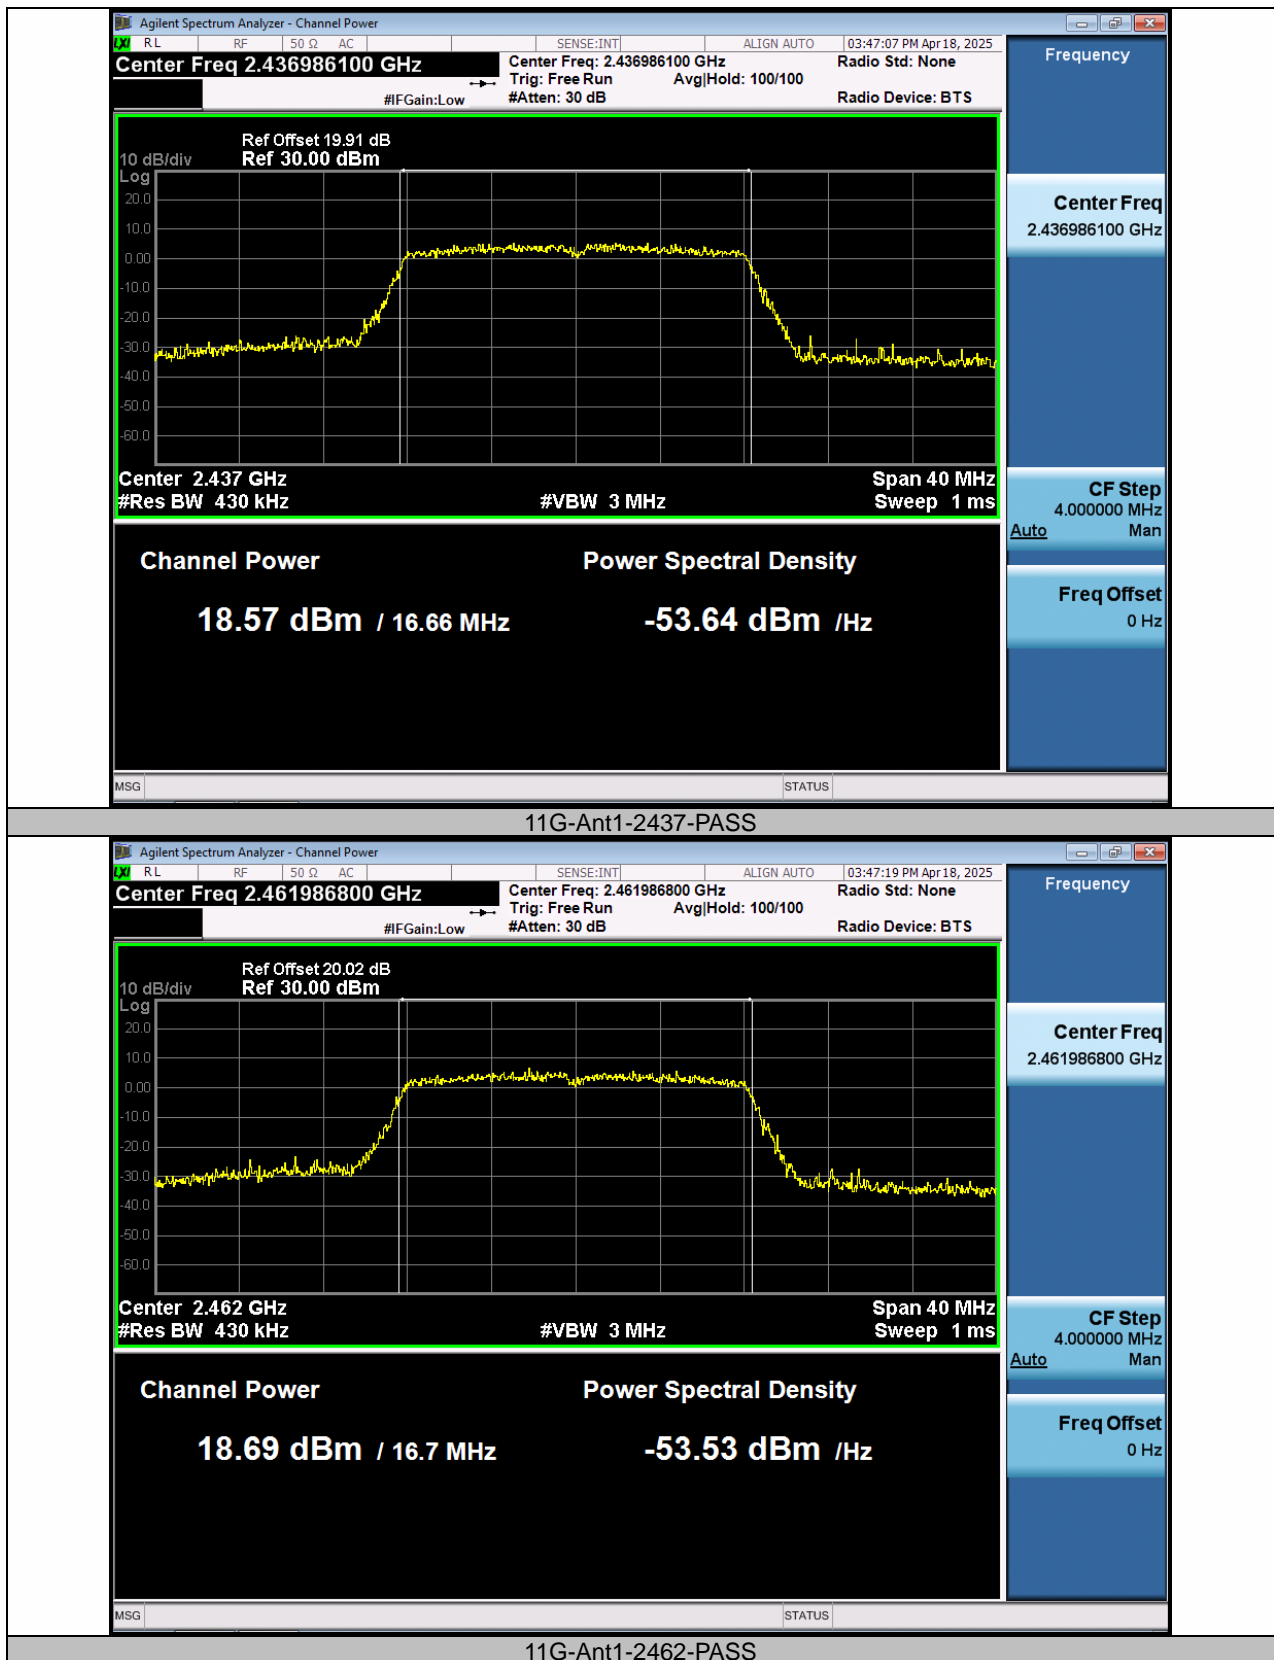 Agilent Spectrum Analyzer - Channel Power
LXI RL RF 50 Ω AC SENSE:INT ALIGN AUTO 03:47:07 PM Apr 18, 2025
Center Freq 2.436986100 GHz
Center Freq: 2.436986100 GHz Radio Std: None
Trig: Free Run Avg|Hold: 100/100
#IFGain:Low #Atten: 30 dB Radio Device: BTS
Frequency
Ref Offset 19.91 dB
10 dB/div Ref 30.00 dBm
Log
20.0
10.0
0.00
-10.0
-20.0
-30.0
-40.0
-50.0
-60.0
Center 2.437 GHz Span 40 MHz
#Res BW 430 kHz #VBW 3 MHz Sweep 1 ms
Center Freq
2.436986100 GHz
CF Step
4.000000 MHz
Auto Man
Freq Offset
0 Hz
Channel Power Power Spectral Density
18.57 dBm / 16.66 MHz -53.64 dBm /Hz
MSG STATUS
11G-Ant1-2437-PASS
Agilent Spectrum Analyzer - Channel Power
LXI RL RF 50 Ω AC SENSE:INT ALIGN AUTO 03:47:19 PM Apr 18, 2025
Center Freq 2.461986800 GHz
Center Freq: 2.461986800 GHz Radio Std: None
Trig: Free Run Avg|Hold: 100/100
#IFGain:Low #Atten: 30 dB Radio Device: BTS
Frequency
Ref Offset 20.02 dB
10 dB/div Ref 30.00 dBm
Log
20.0
10.0
0.00
-10.0
-20.0
-30.0
-40.0
-50.0
-60.0
Center 2.462 GHz Span 40 MHz
#Res BW 430 kHz #VBW 3 MHz Sweep 1 ms
Center Freq
2.461986800 GHz
CF Step
4.000000 MHz
Auto Man
Freq Offset
0 Hz
Channel Power Power Spectral Density
18.69 dBm / 16.7 MHz -53.53 dBm /Hz
MSG STATUS
11G-Ant1-2462-PASS